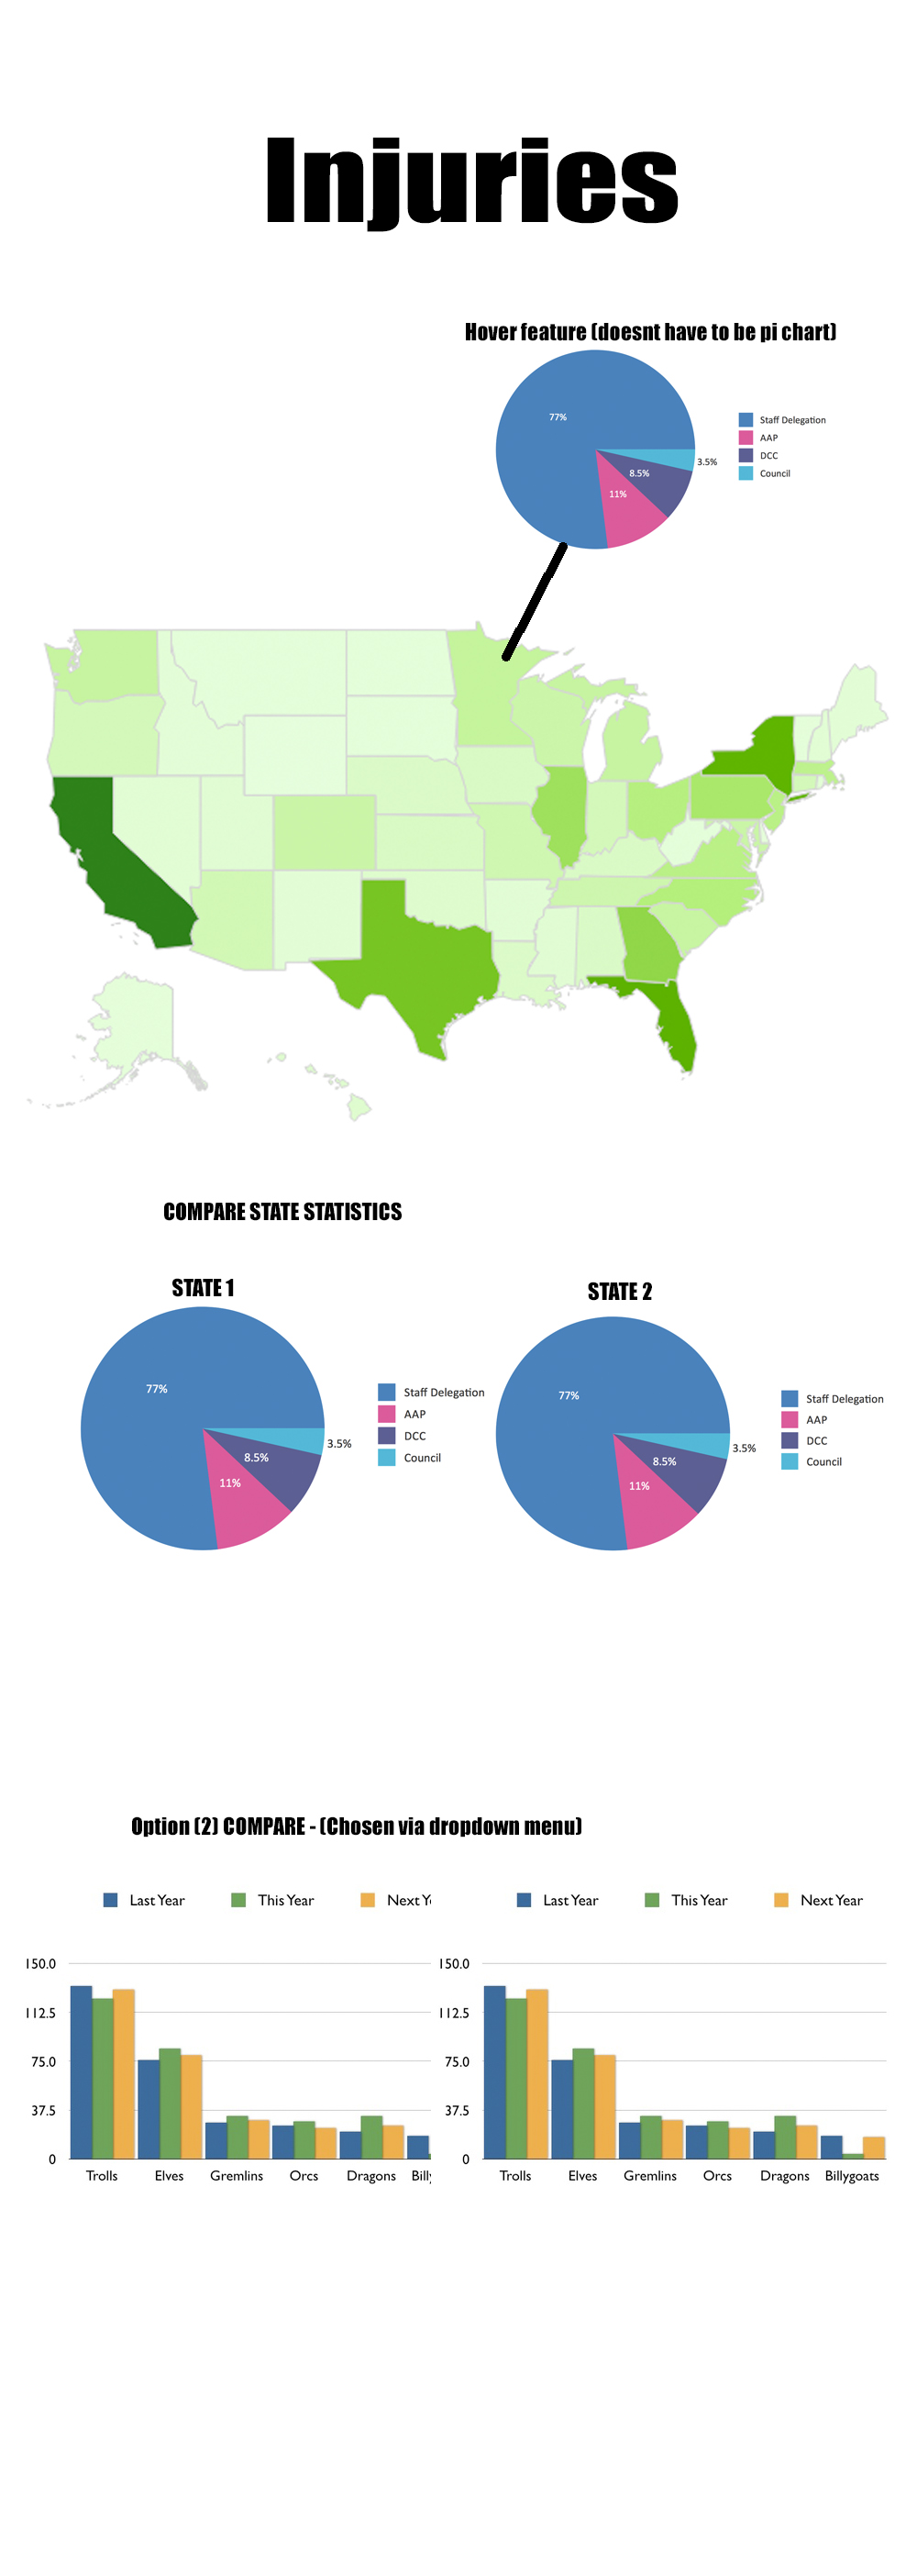 Injuries
Hover feature (doesnt have to be pi chart)
77%
3.5%
8.5%
11%
Staff Delegation
AAP
DCC
Council
COMPARE STATE STATISTICS
STATE 1
77%
3.5%
8.5%
11%
Staff Delegation
AAP
DCC
Council
STATE 2
77%
3.5%
8.5%
11%
Staff Delegation
AAP
DCC
Council
Option (2) COMPARE - (Chosen via dropdown menu)
Last Year This Year Next Y
150.0
112.5
75.0
37.5
0
Trolls Elves Gremlins Orcs Dragons Billy
Last Year This Year Next Year
150.0
112.5
75.0
37.5
0
Trolls Elves Gremlins Orcs Dragons Billygoats